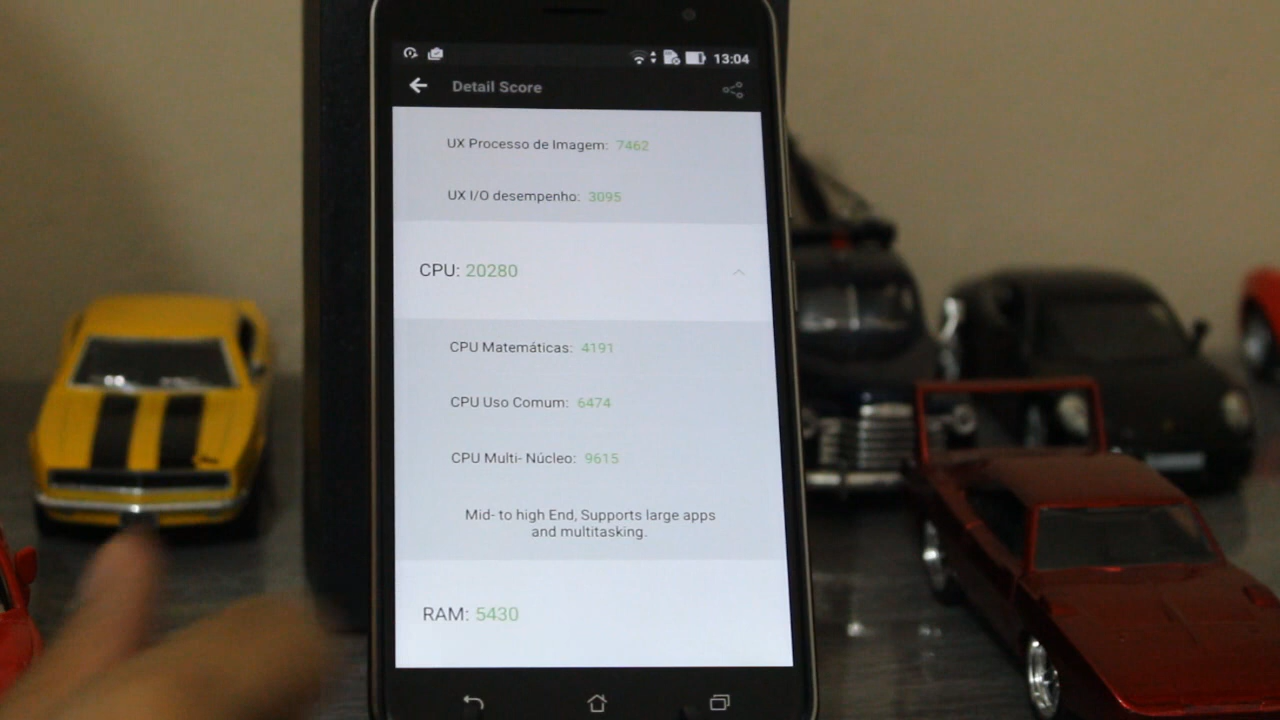 13:04
Detail Score
UX Processo de Imagem: 7462
UX I/O desempenho: 3095
CPU: 20280
CPU Matemáticas: 4191
CPU Uso Comum: 6474
CPU Multi- Núcleo: 9615
Mid- to high End, Supports large apps
and multitasking.
RAM: 5430